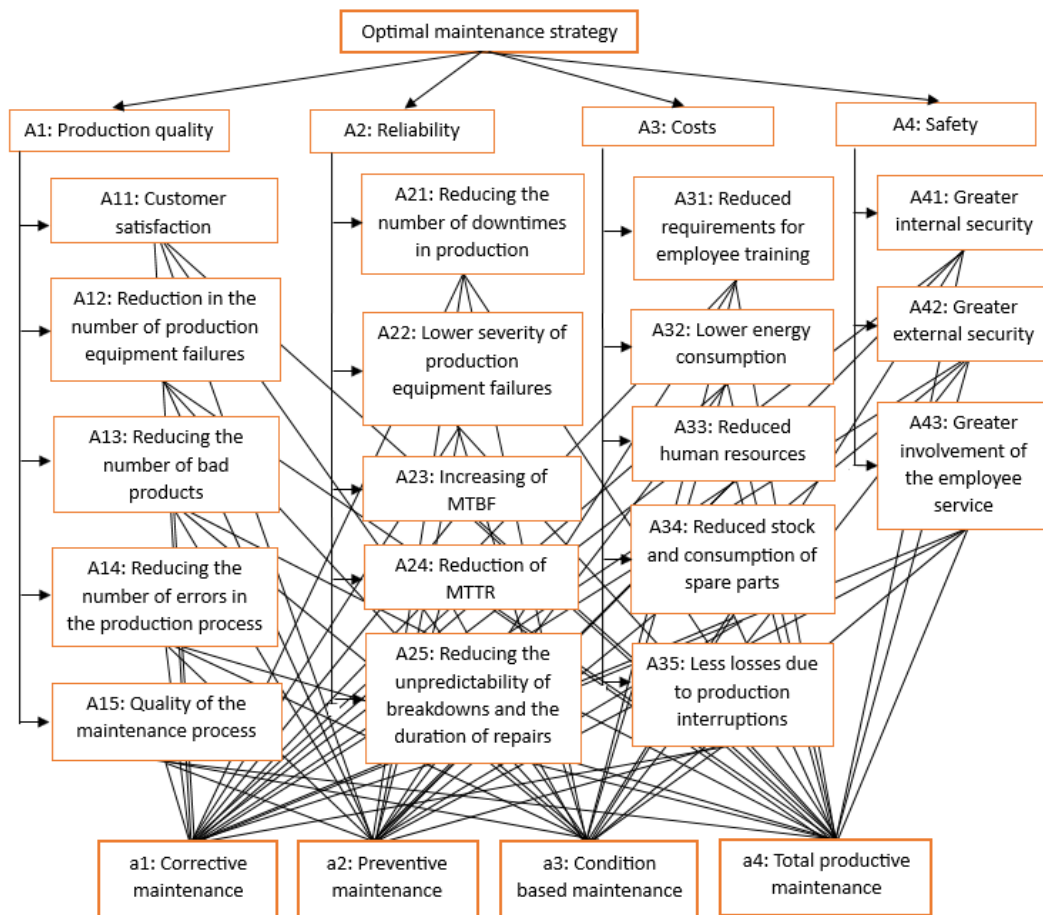 Optimal maintenance strategy
A1: Production quality
A2: Reliability
A3: Costs
A4: Safety
A11: Customer
satisfaction
A12: Reduction in the
number of production
equipment failures
A13: Reducing the
number of bad
products
A14: Reducing the
number of errors in
the production process
A15: Quality of the
maintenance process
A21: Reducing the
number of downtimes
in production
A22: Lower severity of
production
equipment failures
A23: Increasing of
MTBF
A24: Reduction of
MTTR
A25: Reducing the
unpredictability of
breakdowns and the
duration of repairs
A31: Reduced
requirements for
employee training
A32: Lower energy
consumption
A33: Reduced
human resources
A34: Reduced stock
and consumption of
spare parts
A35: Less losses due
to production
interruptions
A41: Greater
internal security
A42: Greater
external security
A43: Greater
involvement of
the employee
service
a1: Corrective
maintenance
a2: Preventive
maintenance
a3: Condition
based maintenance
a4: Total productive
maintenance